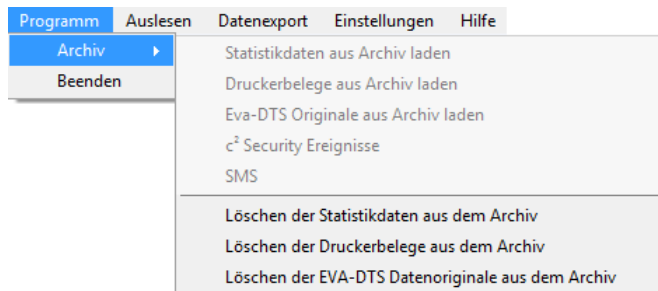 Programm Auslesen Datenexport Einstellungen Hilfe
Archiv
Beenden
Statistikdaten aus Archiv laden
Druckerbelege aus Archiv laden
Eva-DTS Originale aus Archiv laden
c² Security Ereignisse
SMS
Löschen der Statistikdaten aus dem Archiv
Löschen der Druckerbelege aus dem Archiv
Löschen der EVA-DTS Datenoriginale aus dem Archiv